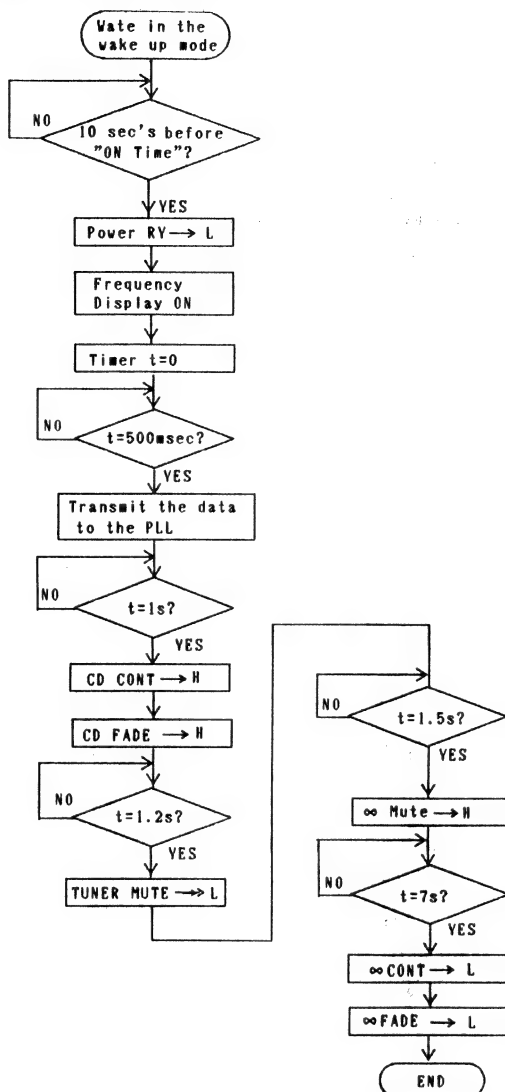 Wate in the
wake up mode
NO
10 sec's before
"ON Time"?
YES
Power RY → L
Frequency
Display ON
Timer t=0
NO
t=500msec?
YES
Transmit the data
to the PLL
NO
t=1s?
YES
CD CONT → H
CD FADE → H
NO
t=1.2s?
YES
TUNER MUTE → L
NO
t=1.5s?
YES
∞ Mute → H
NO
t=7s?
YES
∞CONT → L
∞FADE → L
END